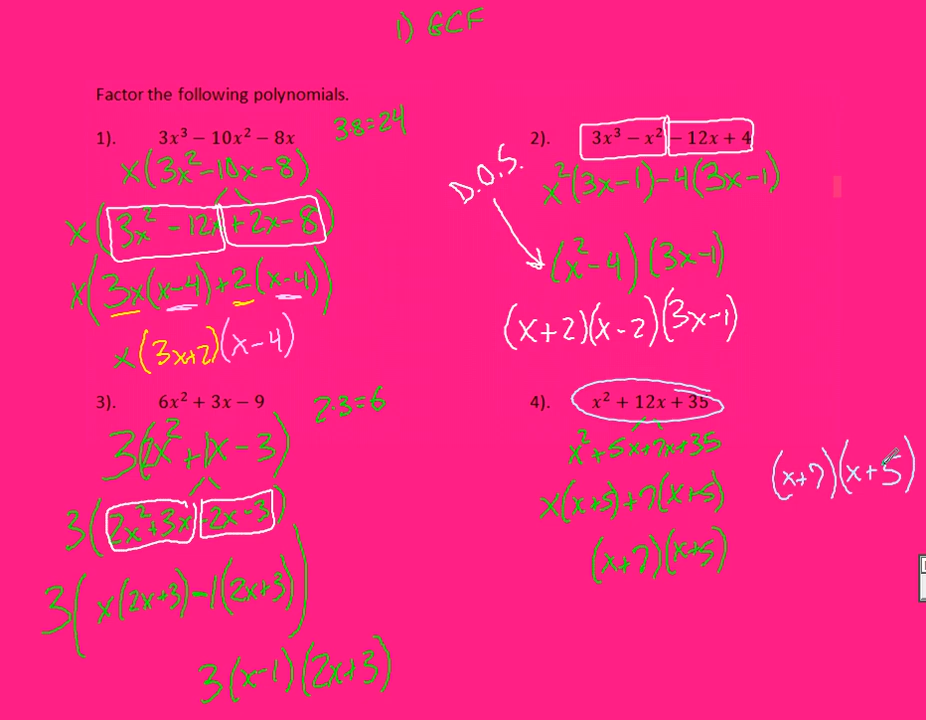 1) GCF
Factor the following polynomials.
1). 3x³ − 10x² − 8x
3·8=24
x(3x²-10x-8)
x(3x²-12x+2x-8)
x(3x(x-4)+2(x-4))
x(3x+2)(x-4)
2). 3x³ − x² − 12x + 4
D.O.S.
x²(3x-1)-4(3x-1)
(x²-4)(3x-1)
(x+2)(x-2)(3x-1)
3). 6x² + 3x − 9
2·3=6
3(2x²+1x-3)
3(2x²+3x-2x-3)
3(x(2x+3)-1(2x+3))
3(x-1)(2x+3)
4). x² + 12x + 35
x²+5x+7x+35
x(x+5)+7(x+5)
(x+7)(x+5)
(x+7)(x+5)